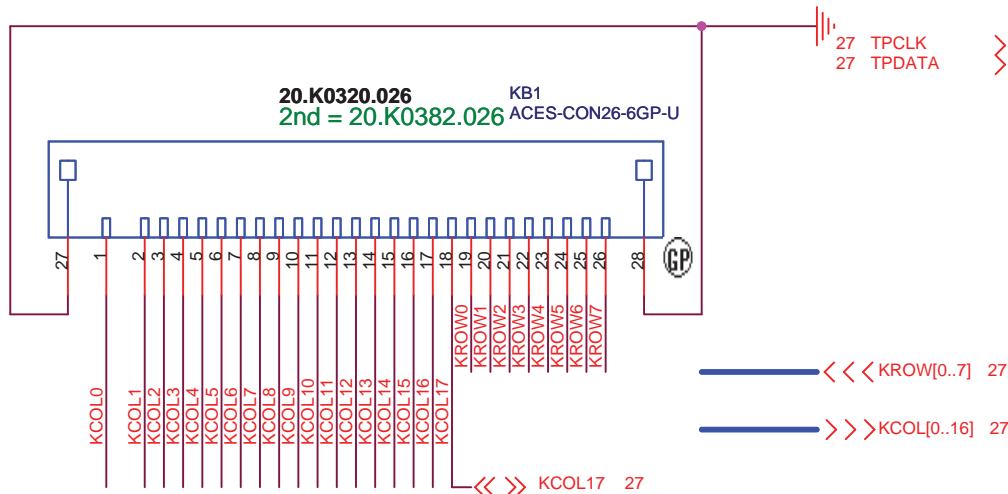 27 TPCLK
27 TPDATA
20.K0320.026
2nd = 20.K0382.026
KB1
ACES-CON26-6GP-U
27
1
2
3
4
5
6
7
8
9
10
11
12
13
14
15
16
17
18
19
20
21
22
23
24
25
26
28
GP
KROW0
KROW1
KROW2
KROW3
KROW4
KROW5
KROW6
KROW7
KCOL0
KCOL1
KCOL2
KCOL3
KCOL4
KCOL5
KCOL6
KCOL7
KCOL8
KCOL9
KCOL10
KCOL11
KCOL12
KCOL13
KCOL14
KCOL15
KCOL16
KCOL17
KROW[0..7] 27
KCOL[0..16] 27
KCOL17 27